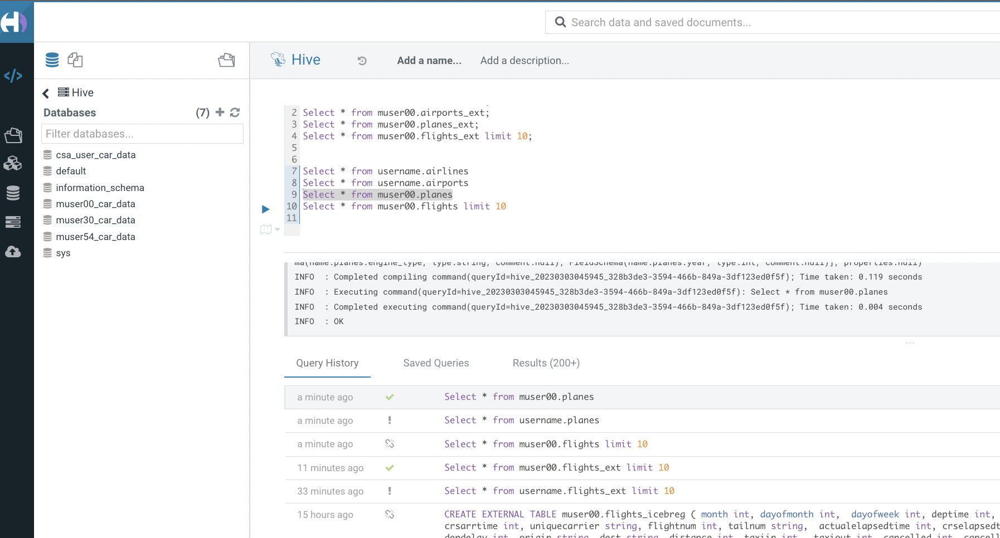 Search data and saved documents...
Hive
Add a name...
Add a description...
Hive
Databases (7)
Filter databases...
csa_user_car_data
default
information_schema
muser00_car_data
muser30_car_data
muser54_car_data
sys
2 Select * from muser00.airports_ext;
3 Select * from muser00.planes_ext;
4 Select * from muser00.flights_ext limit 10;
5
6
7 Select * from username.airlines
8 Select * from username.airports
9 Select * from muser00.planes
10 Select * from muser00.flights limit 10
11
ma(name:planes.engine_type, type:string, comment:null), FieldSchema(name:planes.year, type:int, comment:null)], properties:null)
INFO : Completed compiling command(queryId=hive_20230303045945_328b3de3-3594-466b-849a-3df123ed0f5f); Time taken: 0.119 seconds
INFO : Executing command(queryId=hive_20230303045945_328b3de3-3594-466b-849a-3df123ed0f5f): Select * from muser00.planes
INFO : Completed executing command(queryId=hive_20230303045945_328b3de3-3594-466b-849a-3df123ed0f5f); Time taken: 0.004 seconds
INFO : OK
Query History
Saved Queries
Results (200+)
a minute ago Select * from muser00.planes
a minute ago ! Select * from username.planes
a minute ago Select * from muser00.flights limit 10
11 minutes ago Select * from muser00.flights_ext limit 10
33 minutes ago ! Select * from username.flights_ext limit 10
15 hours ago CREATE EXTERNAL TABLE muser00.flights_icebreg ( month int, dayofmonth int, dayofweek int, deptime int,
crsarrtime int, uniquecarrier string, flightnum int, tailnum string, actualelapsedtime int, crselapsedt
depdelay int, origin string, dest string, distance int, taxiin int, taxiout int, cancelled int, cancell